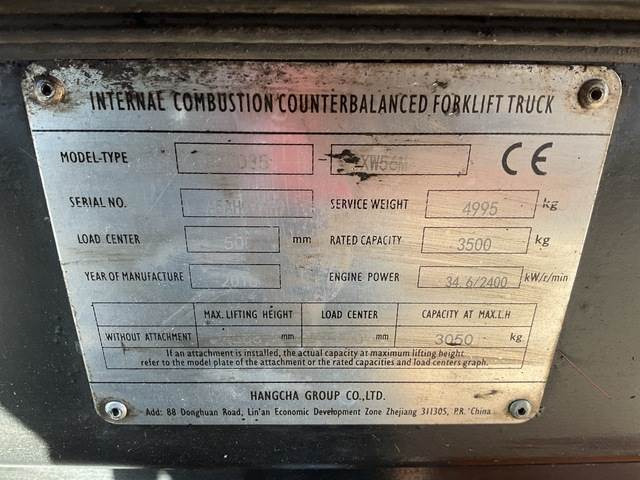 INTERNAL COMBUSTION COUNTERBALANCED FORKLIFT TRUCK
MODEL-TYPE CE
SERIAL NO. SERVICE WEIGHT 4995 kg
LOAD CENTER mm RATED CAPACITY 3500 kg
YEAR OF MANUFACTURE ENGINE POWER 34.6/2400 kW/r/min
MAX. LIFTING HEIGHT LOAD CENTER CAPACITY AT MAX.L.H
WITHOUT ATTACHMENT mm mm 3050 kg
If an attachment is installed, the actual capacity at maximum lifting height.
refer to the model plate of the attachment or the rated capacities and load centers graph.
HANGCHA GROUP CO.,LTD.
Add: 88 Donghuan Road, Lin'an Economic Development Zone Zhejiang 311305, P.R. China